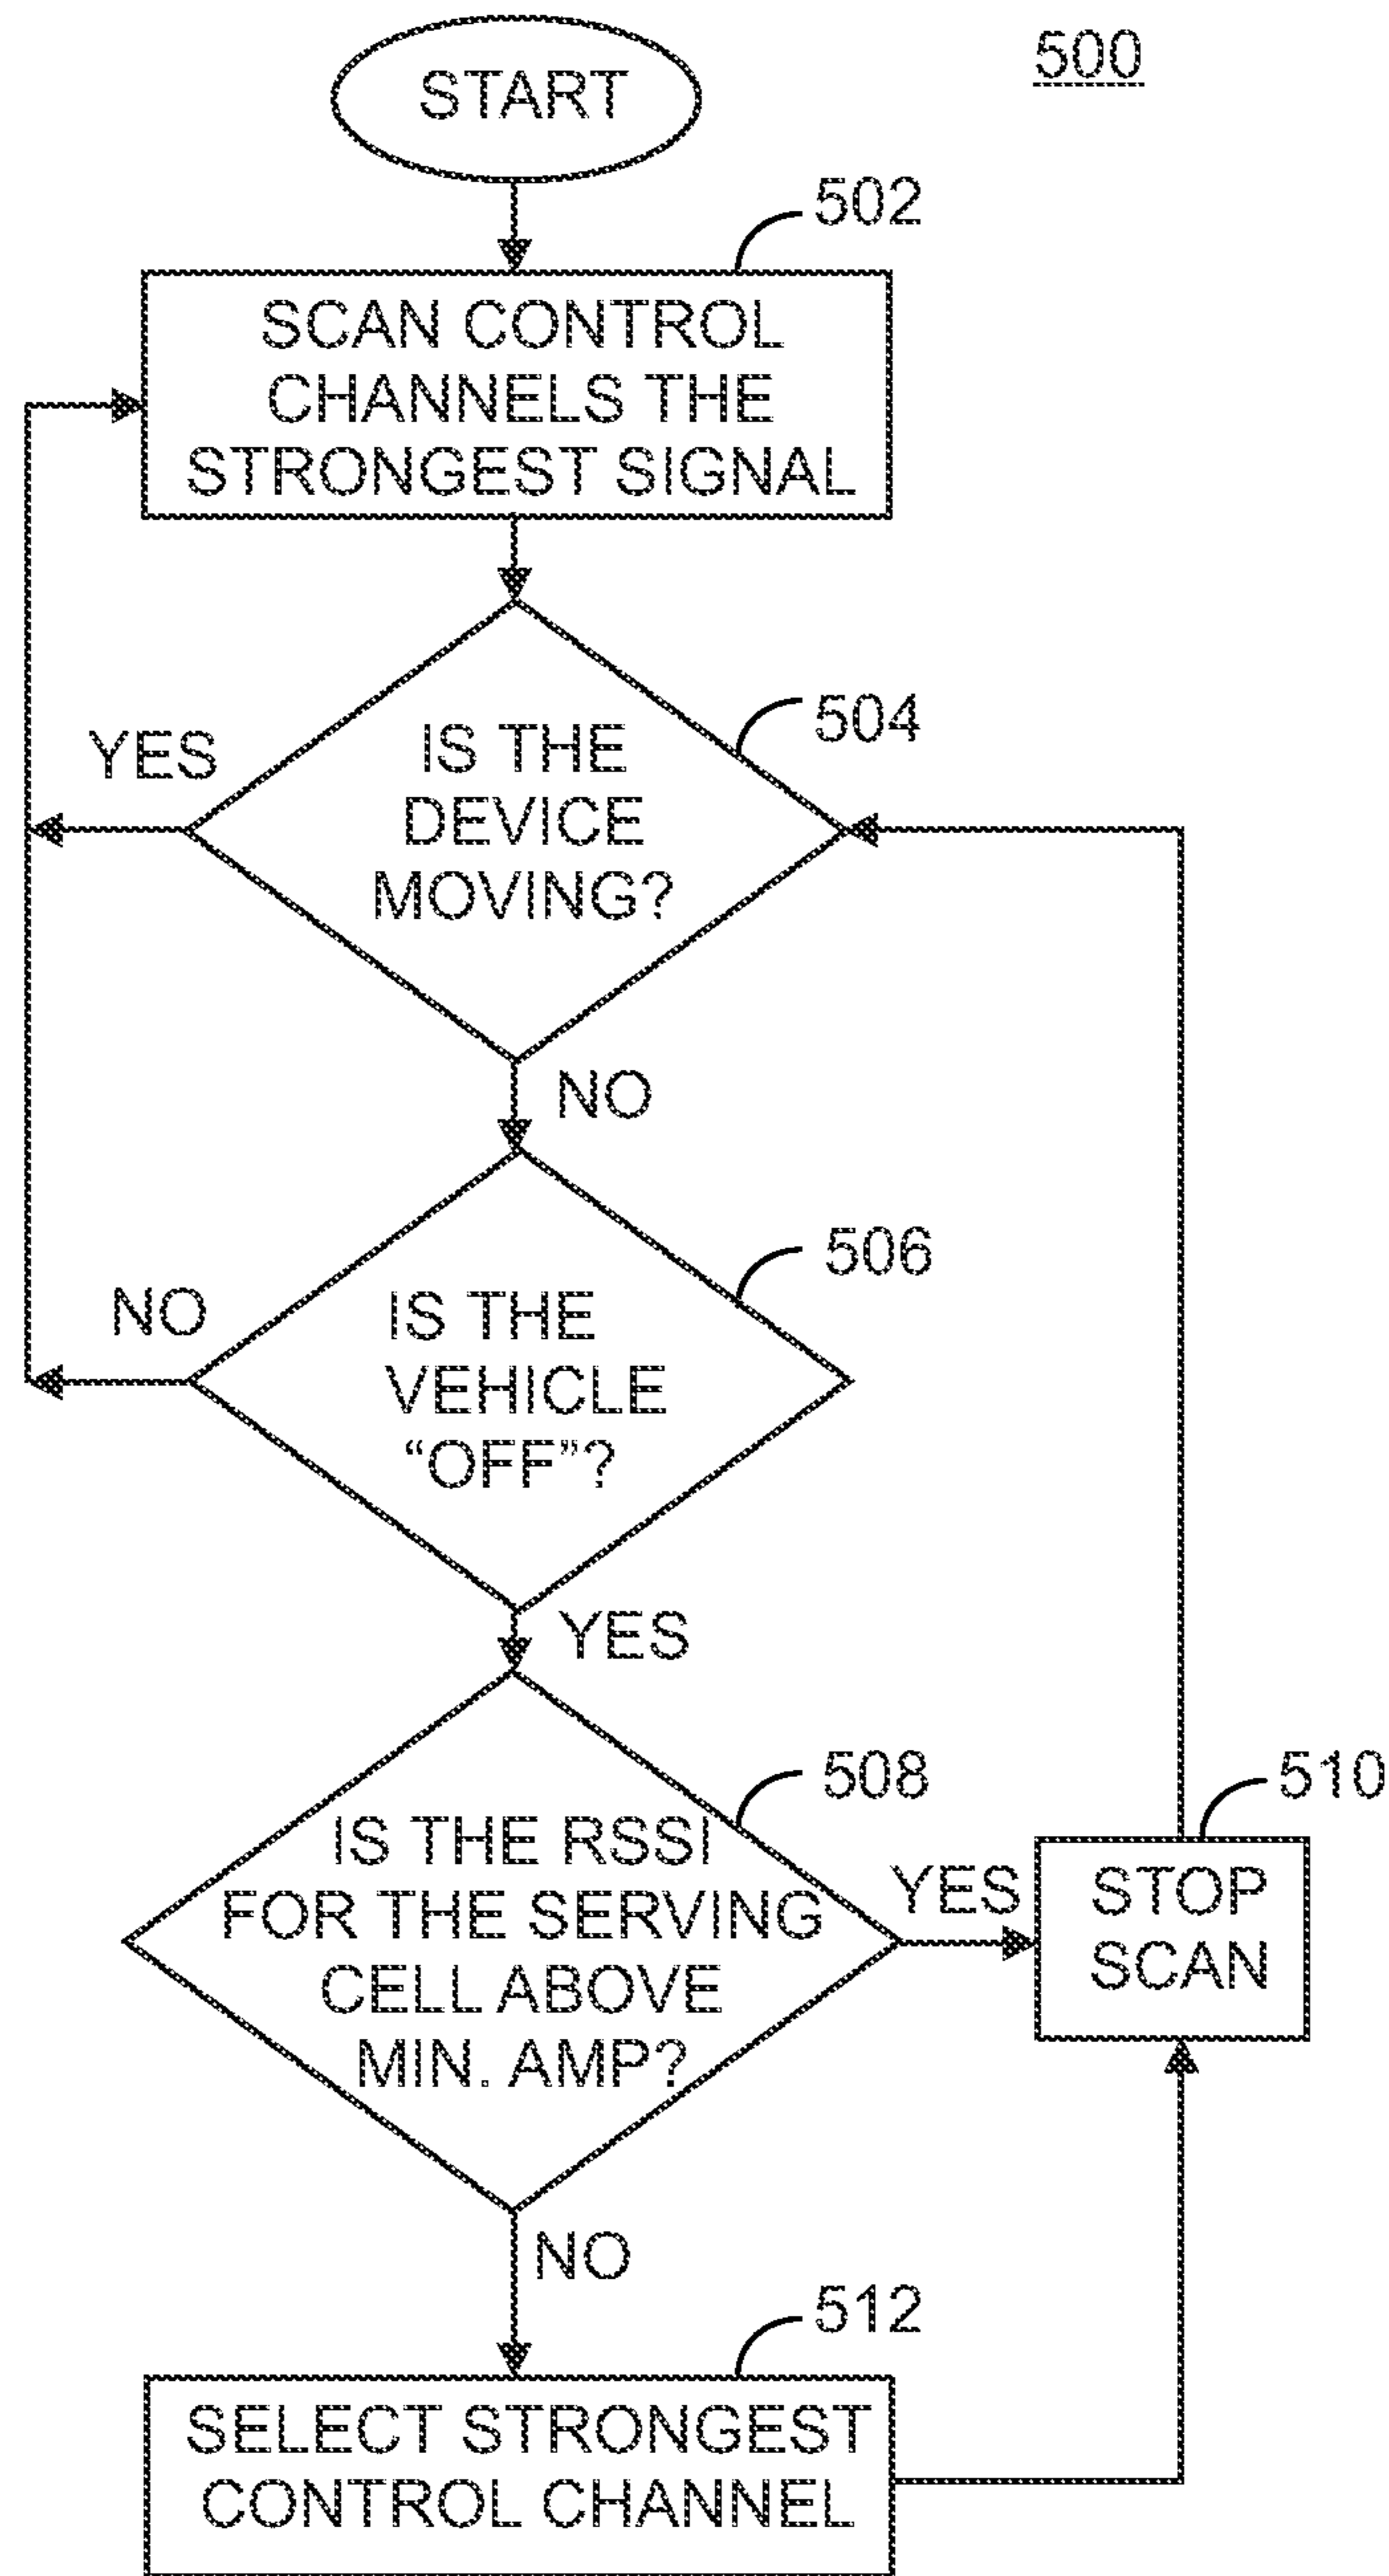 500
START
502
SCAN CONTROL
CHANNELS THE
STRONGEST SIGNAL
504
YES
IS THE
DEVICE
MOVING?
NO
506
NO
IS THE
VEHICLE
“OFF”?
YES
508
510
IS THE RSSI
FOR THE SERVING
CELL ABOVE
MIN. AMP?
YES
STOP
SCAN
NO
512
SELECT STRONGEST
CONTROL CHANNEL